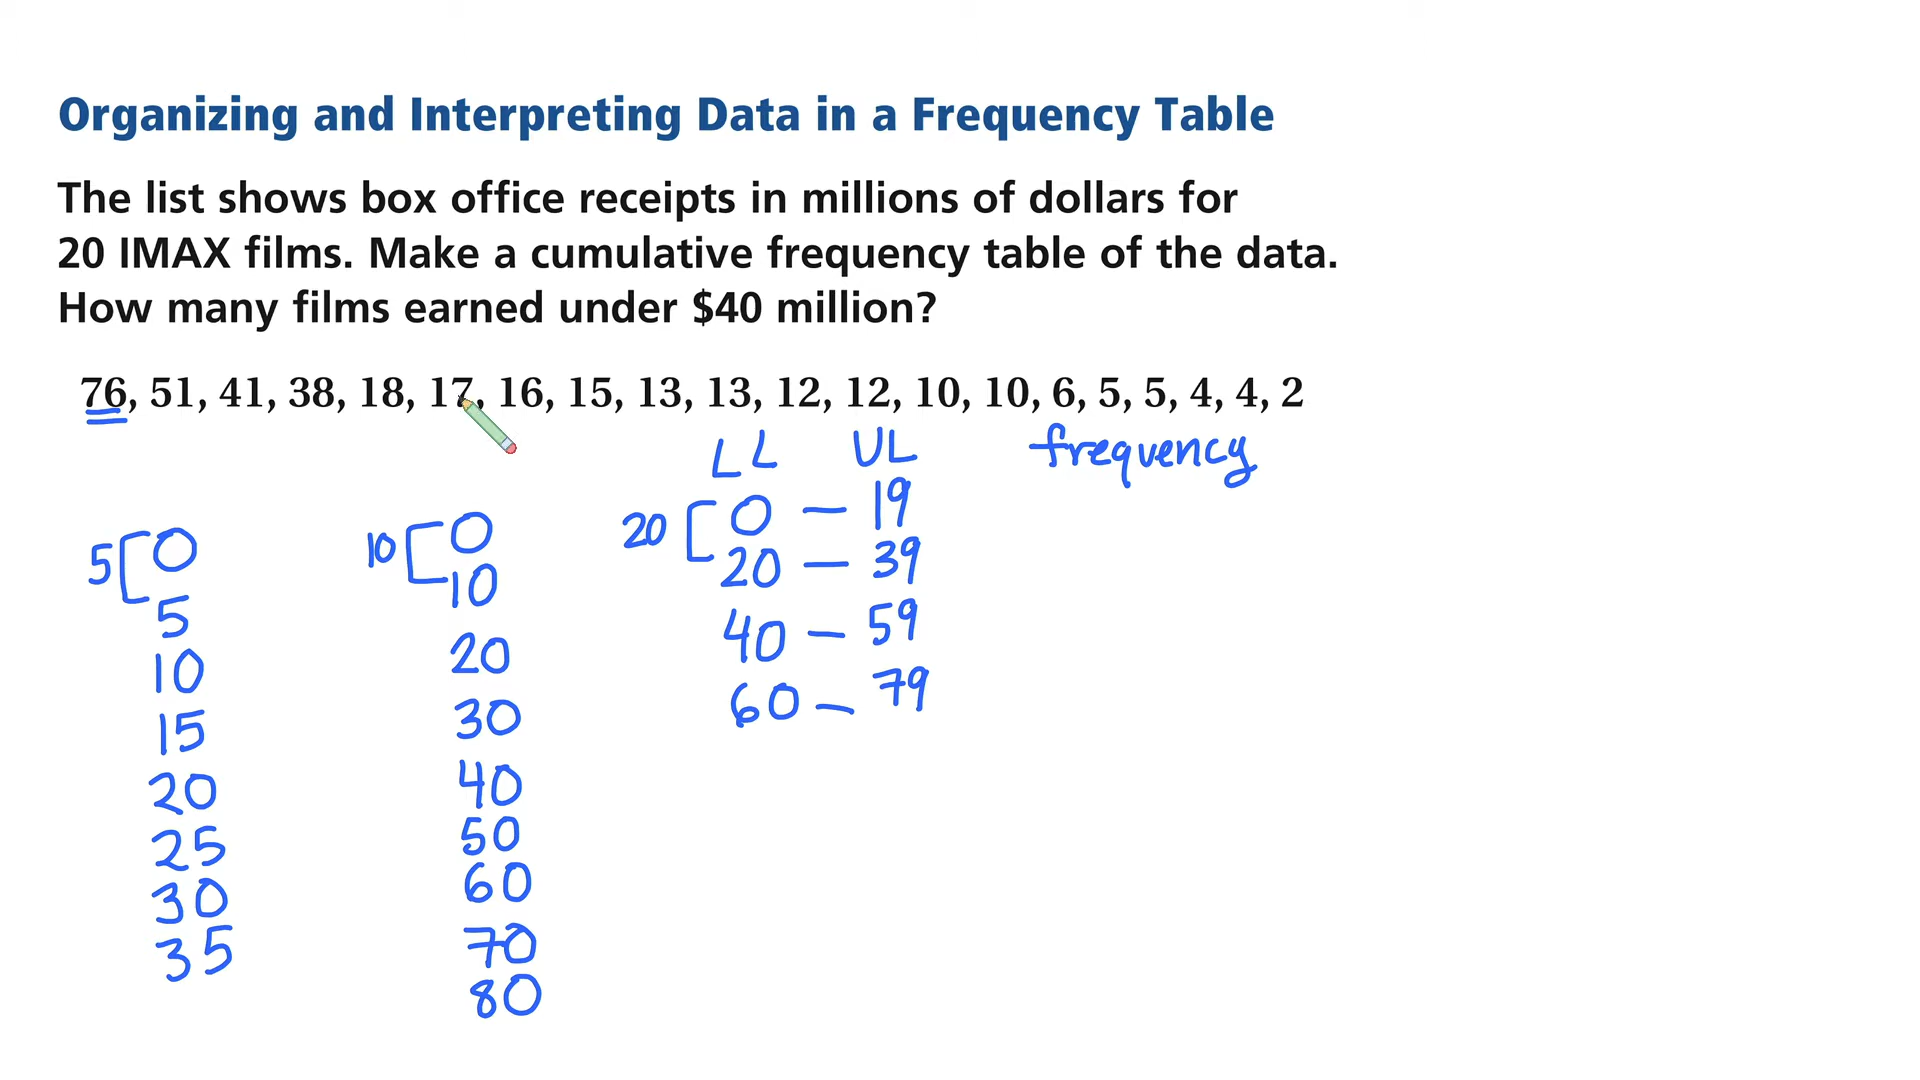 Organizing and Interpreting Data in a Frequency Table
The list shows box office receipts in millions of dollars for
20 IMAX films. Make a cumulative frequency table of the data.
How many films earned under $40 million?
76, 51, 41, 38, 18, 17, 16, 15, 13, 13, 12, 12, 10, 10, 6, 5, 5, 4, 4, 2
5 0
5
10
15
20
25
30
35
10 0
10
20
30
40
50
60
70
80
LL UL frequency
20 0 – 19
20 – 39
40 – 59
60 – 79